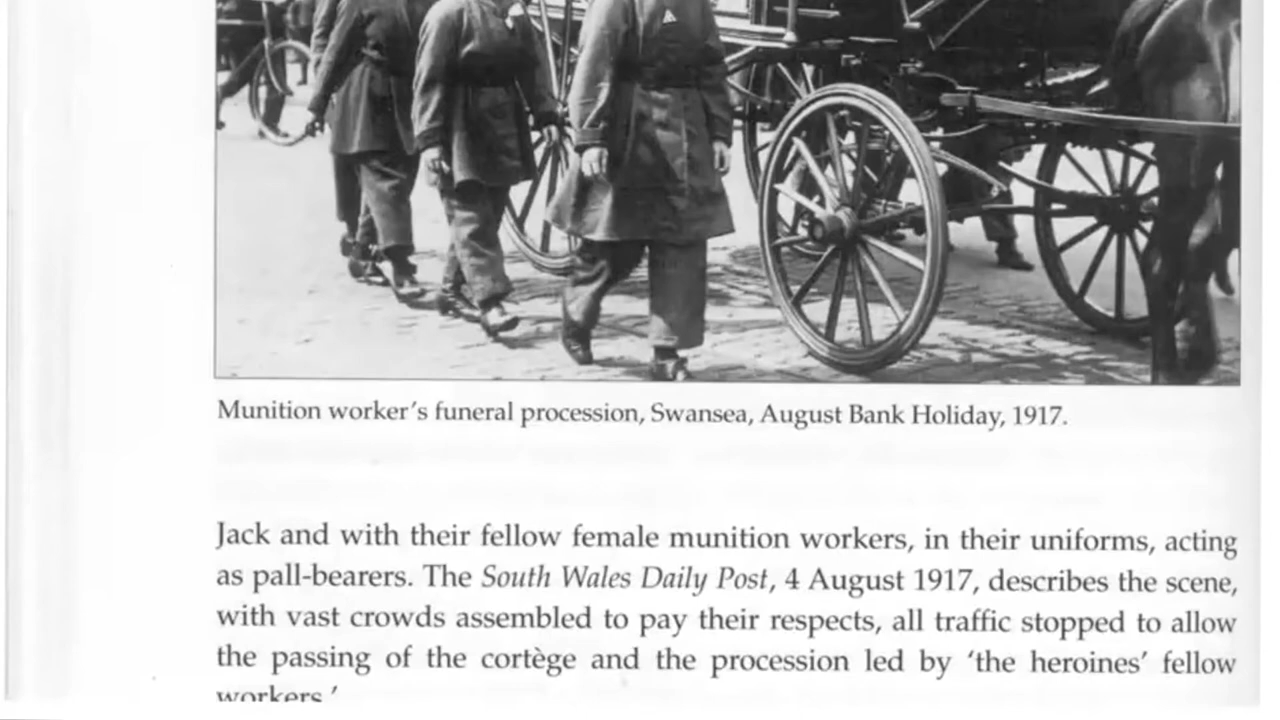 Munition worker's funeral procession, Swansea, August Bank Holiday, 1917.
Jack and with their fellow female munition workers, in their uniforms, acting
as pall-bearers. The South Wales Daily Post, 4 August 1917, describes the scene,
with vast crowds assembled to pay their respects, all traffic stopped to allow
the passing of the cortège and the procession led by 'the heroines' fellow
workers.'